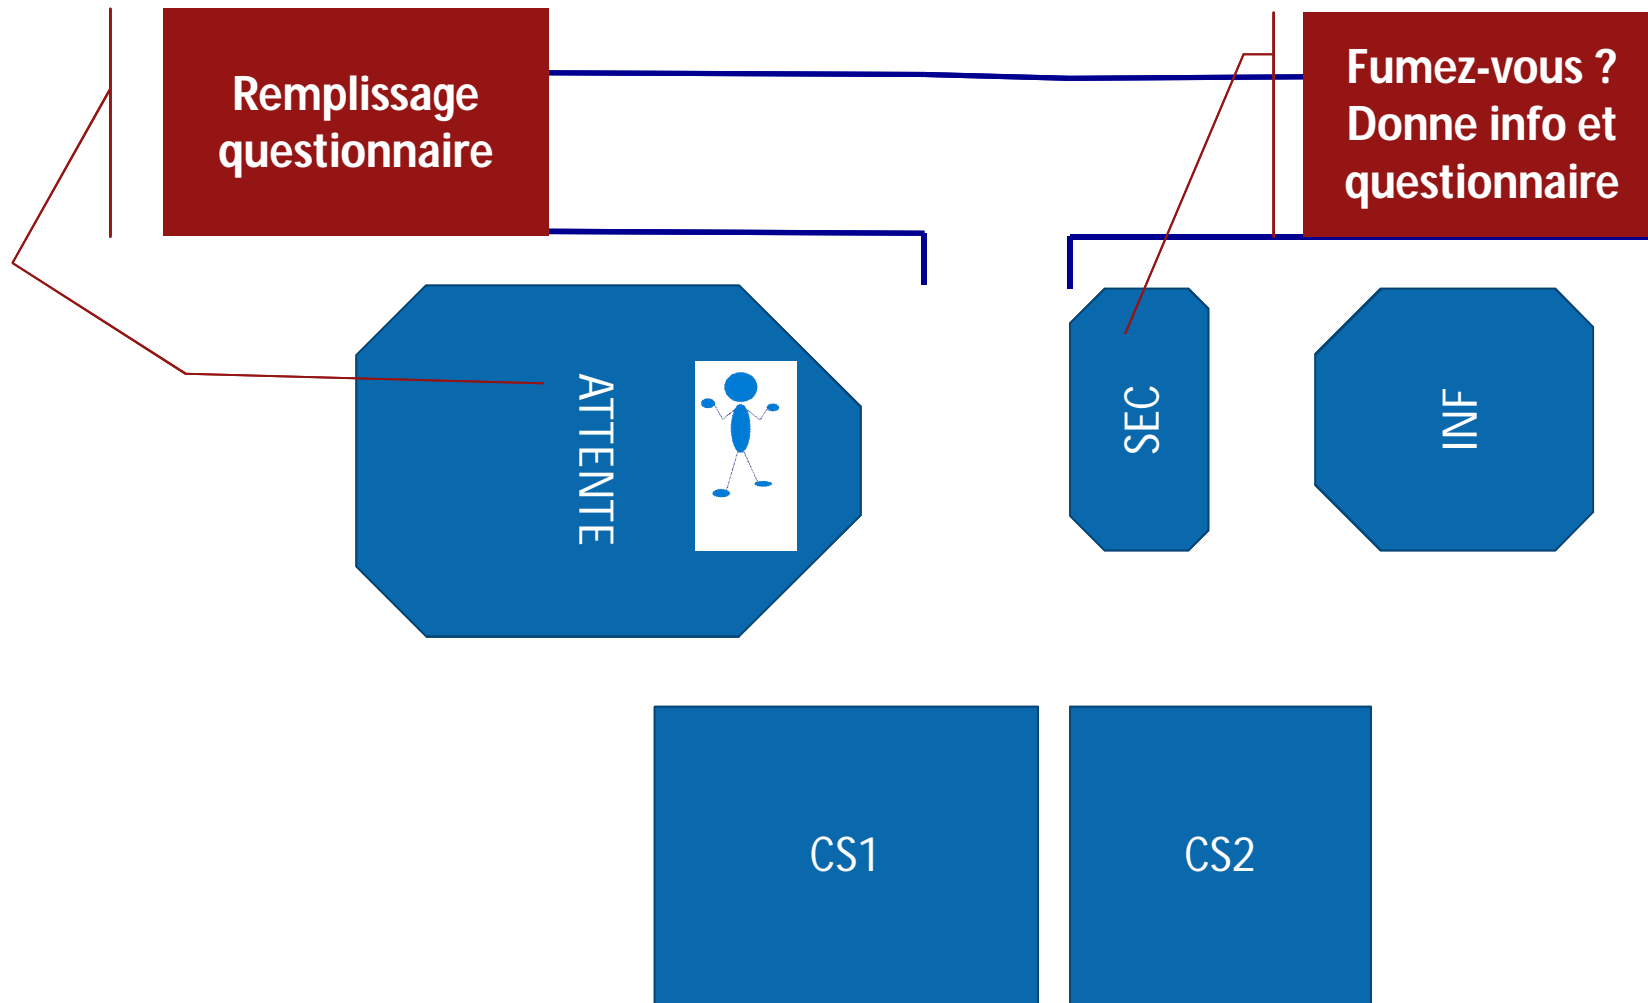 Remplissage
questionnaire
Fumez-vous ?
Donne info et
questionnaire
ATTENTE
SEC
INF
CS1
CS2